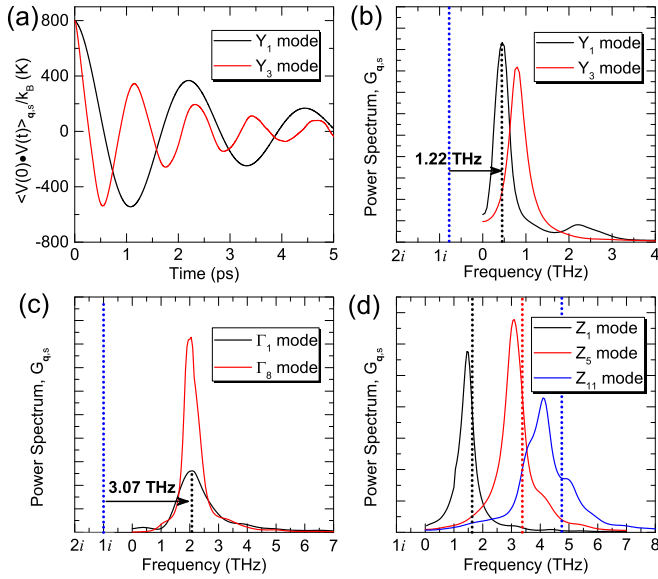 (a)
<V(0)•V(t)>q,s/kB (K)
800
400
0
-400
-800
Y1 mode
Y3 mode
0 1 2 3 4 5
Time (ps)
(b)
Power Spectrum, Gq,s
Y1 mode
Y3 mode
1.22 THz
2i 1i 0 1 2 3 4
Frequency (THz)
(c)
Power Spectrum, Gq,s
Γ1 mode
Γ8 mode
3.07 THz
2i 1i 0 1 2 3 4 5 6 7
Frequency (THz)
(d)
Power Spectrum, Gq,s
Z1 mode
Z5 mode
Z11 mode
1i 0 1 2 3 4 5 6 7 8
Frequency (THz)